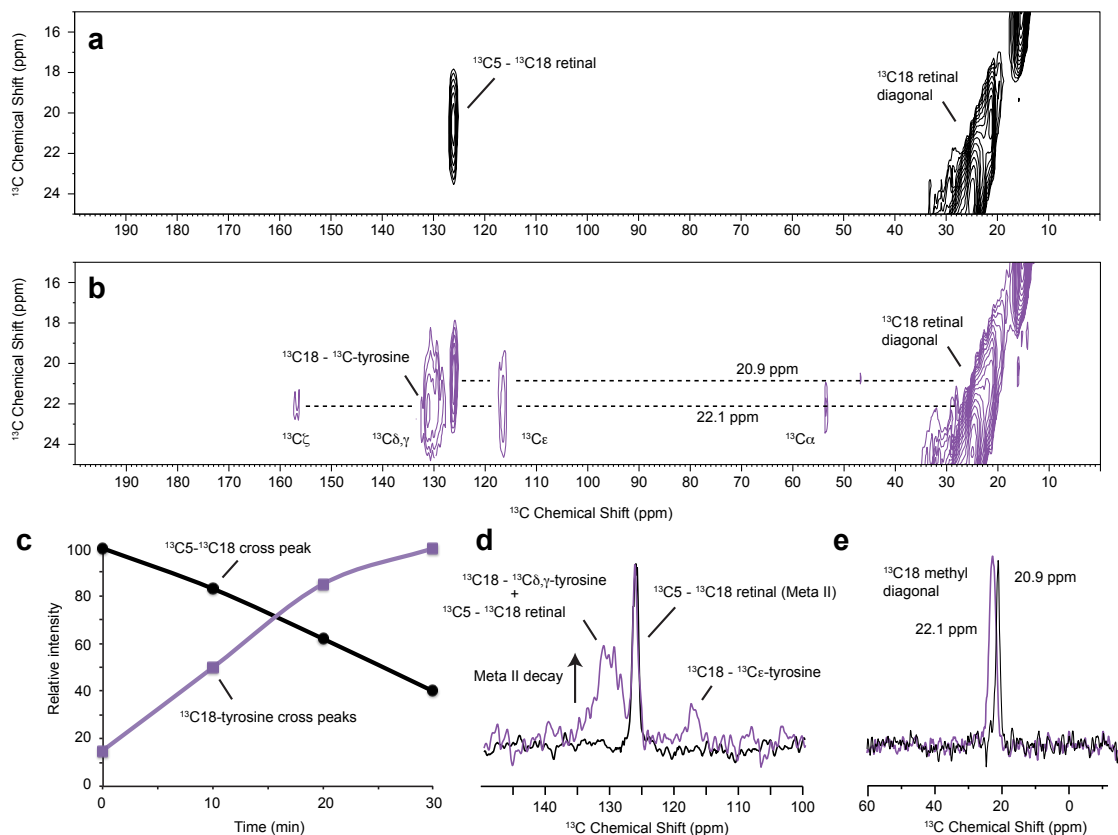 a
16
18
20
22
24
¹³C Chemical Shift (ppm)
¹³C5 - ¹³C18 retinal
¹³C18 retinal
diagonal
190 180 170 160 150 140 130 120 110 100 90 80 70 60 50 40 30 20 10
b
16
18
20
22
24
¹³C Chemical Shift (ppm)
¹³C18 - ¹³C-tyrosine
¹³C18 retinal
diagonal
20.9 ppm
22.1 ppm
¹³Cζ
¹³Cδ,γ
¹³Cε
¹³Cα
190 180 170 160 150 140 130 120 110 100 90 80 70 60 50 40 30 20 10
¹³C Chemical Shift (ppm)
c
100
80
60
40
20
0
Relative intensity
¹³C5-¹³C18 cross peak
¹³C18-tyrosine cross peaks
0 10 20 30
Time (min)
d
¹³C18 - ¹³Cδ,γ-tyrosine
+
¹³C5 - ¹³C18 retinal
¹³C5 - ¹³C18 retinal (Meta II)
Meta II decay
¹³C18 - ¹³Cε-tyrosine
140 130 120 110 100
¹³C Chemical Shift (ppm)
e
¹³C18 methyl
diagonal
20.9 ppm
22.1 ppm
60 40 20 0
¹³C Chemical Shift (ppm)